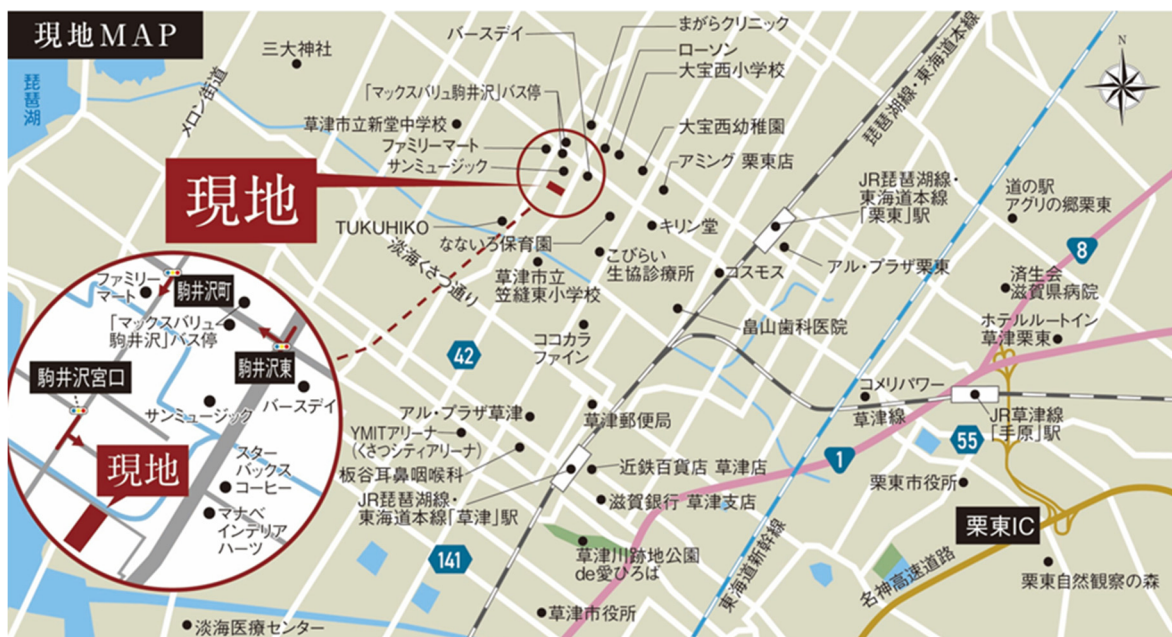 現地MAP
三大神社
琵琶湖
メロン街道
バースデイ
まがらクリニック
ローソン
大宝西小学校
「マックスバリュ駒井沢」バス停
草津市立新堂中学校
ファミリーマート
サンミュージック
大宝西幼稚園
アミング 栗東店
琵琶湖線・東海道本線
N
現地
TUKUHIKO
なないろ保育園
キリン堂
JR琵琶湖線・
東海道本線
「栗東」駅
道の駅
アグリの郷栗東
8
淡海くさつ通り
草津市立
笠縫東小学校
こびらい
生協診療所
コスモス
アル・プラザ栗東
済生会
滋賀県病院
畠山歯科医院
ホテルルートイン
草津栗東
ココカラ
ファイン
42
ファミリー
マート
駒井沢町
「マックスバリュ
駒井沢」バス停
駒井沢宮口
駒井沢東
サンミュージック
バースデイ
現地
スター
バックス
コーヒー
マナベ
インテリア
ハーツ
アル・プラザ草津
YMITアリーナ
(くさつシティアリーナ)
板谷耳鼻咽喉科
JR琵琶湖線・
東海道本線「草津」駅
草津郵便局
近鉄百貨店 草津店
滋賀銀行 草津支店
コメリパワー
草津線
JR草津線
「手原」駅
55
1
栗東市役所
栗東IC
141
草津川跡地公園
de愛ひろば
東海道新幹線
名神高速道路
栗東自然観察の森
草津市役所
淡海医療センター